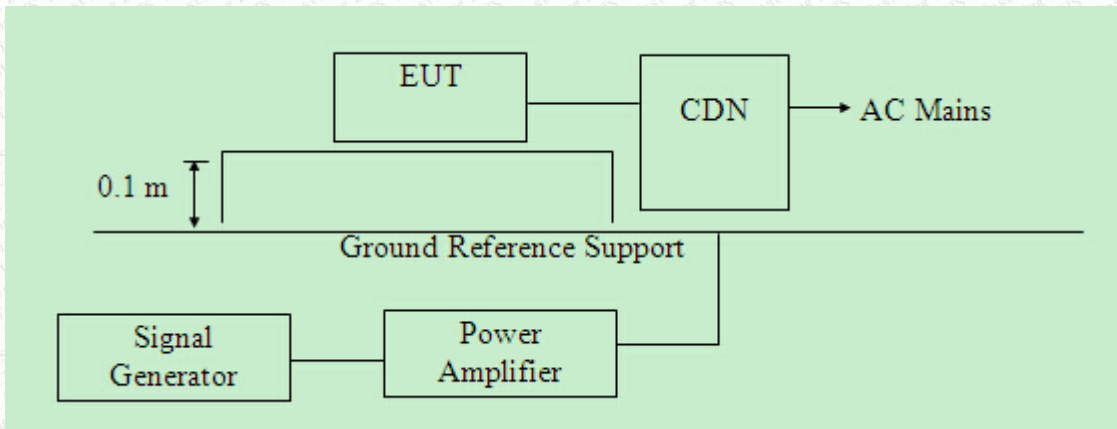 EUT
CDN
AC Mains
0.1 m
Ground Reference Support
Signal
Generator
Power
Amplifier